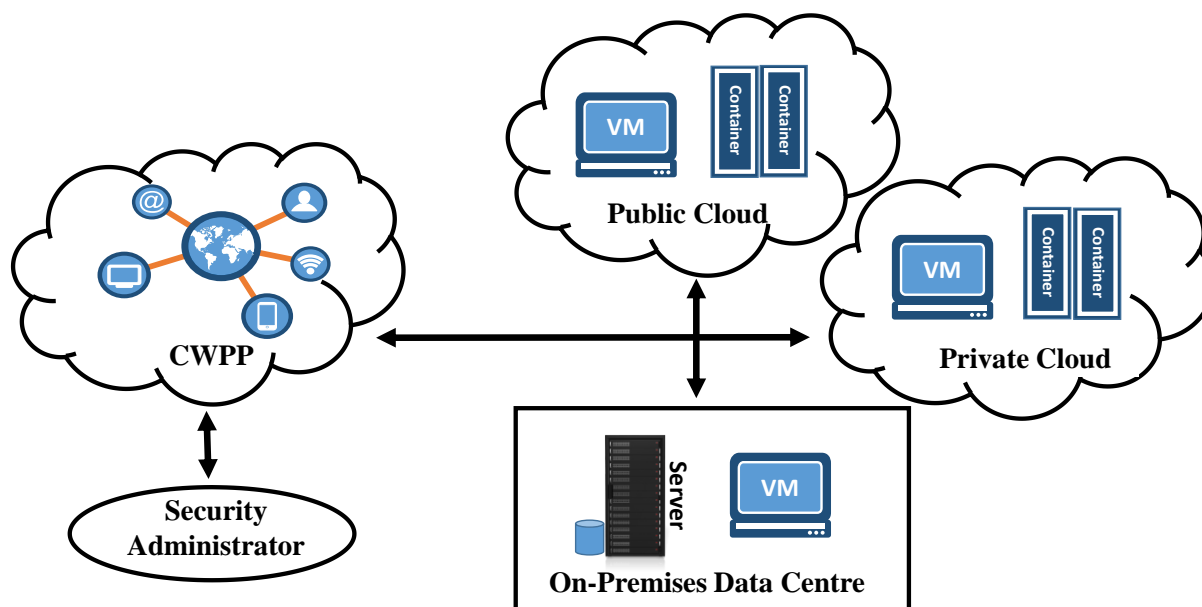 VM
Container
Container
Public Cloud
VM
Container
Container
Private Cloud
@
CWPP
Security
Administrator
Server
VM
On-Premises Data Centre